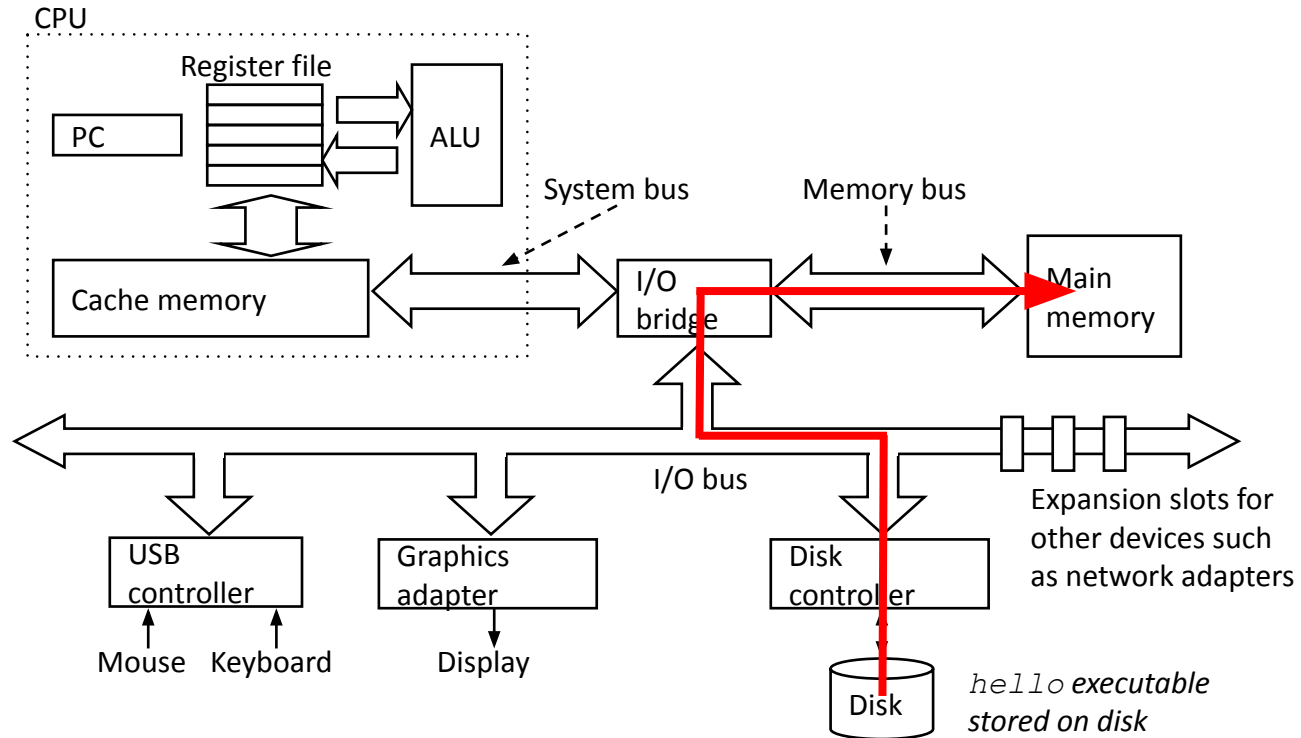 CPU
Register file
PC
ALU
System bus
Memory bus
Cache memory
I/O
bridge
Main
memory
I/O bus
Expansion slots for
other devices such
as network adapters
USB
controller
Graphics
adapter
Disk
controller
Mouse
Keyboard
Display
Disk
hello executable
stored on disk